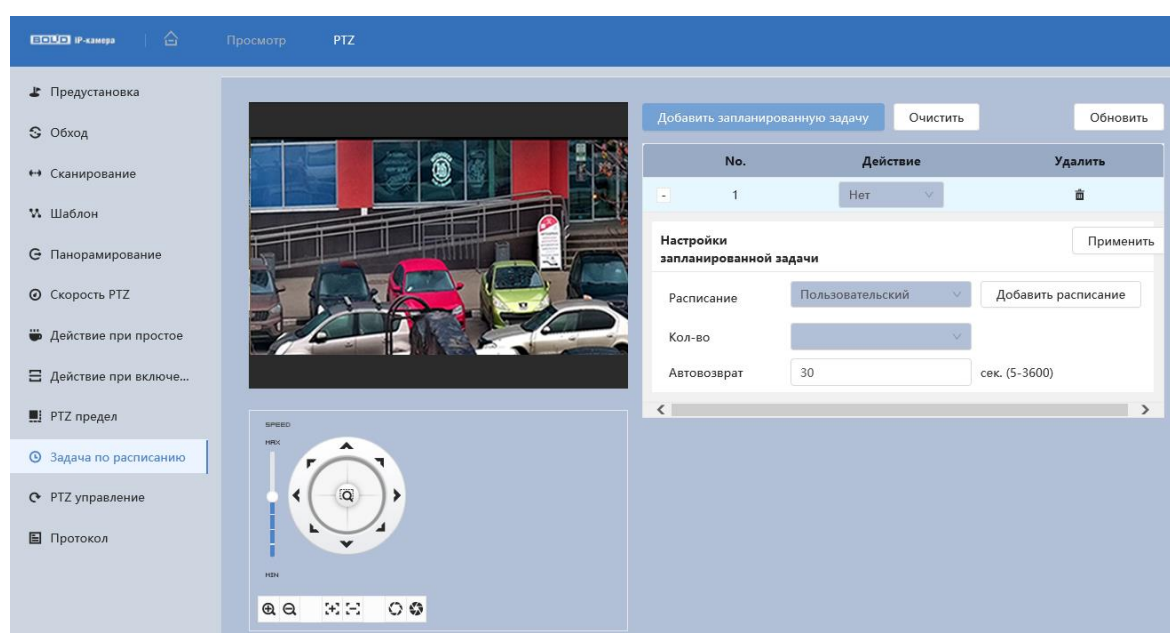 BOLID IP-камера
Просмотр
PTZ
Предустановка
Обход
Сканирование
Шаблон
Панорамирование
Скорость PTZ
Действие при простое
Действие при включе...
PTZ предел
Задача по расписанию
PTZ управление
Протокол
SPEED
MAX
MIN
Добавить запланированную задачу
Очистить
Обновить
No. Действие Удалить
- 1 Нет
Настройки
запланированной задачи
Применить
Расписание Пользовательский Добавить расписание
Кол-во
Автовозврат 30 сек. (5-3600)